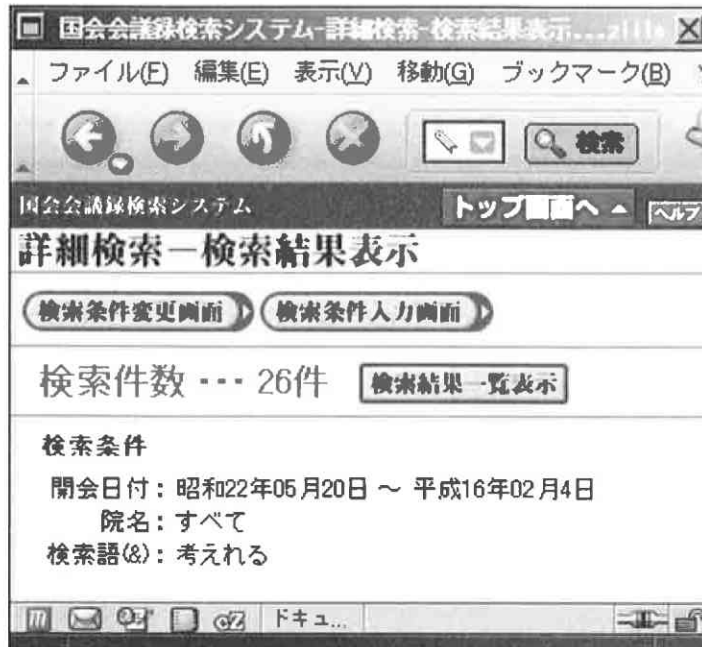 国会会議録検索システム-詳細検索-検索結果表示...
ファイル(F) 編集(E) 表示(V) 移動(G) ブックマーク(B)
検索
国会会議録検索システム トップ画面へ ヘルプ
詳細検索－検索結果表示
検索条件変更画面 検索条件入力画面
検索件数 ・・・ 26件 検索結果一覧表示
検索条件
開会日付：昭和22年05月20日 ～ 平成16年02月4日
院名：すべて
検索語(&)：考えれる
ドキュ...